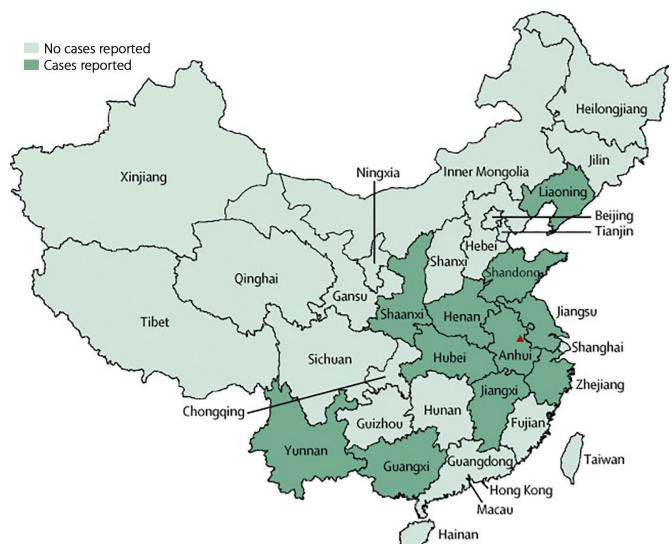 No cases reported
Cases reported
Heilongjiang
Jilin
Inner Mongolia
Liaoning
Ningxia
Xinjiang
Beijing
Tianjin
Hebei
Shanxi
Shandong
Qinghai
Gansu
Shaanxi
Henan
Jiangsu
Tibet
Shanghai
Sichuan
Hubei
Anhui
Zhejiang
Chongqing
Jiangxi
Hunan
Guizhou
Fujian
Yunnan
Guangxi
Guangdong
Taiwan
Hong Kong
Macau
Hainan